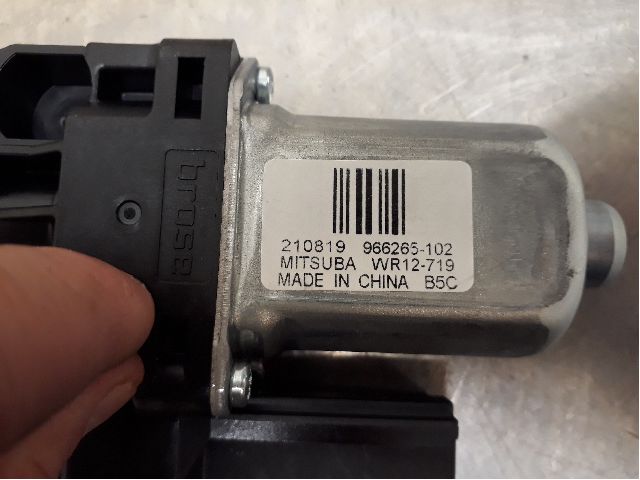 brose
210819 966265-102
MITSUBA WR12-719
MADE IN CHINA B5C